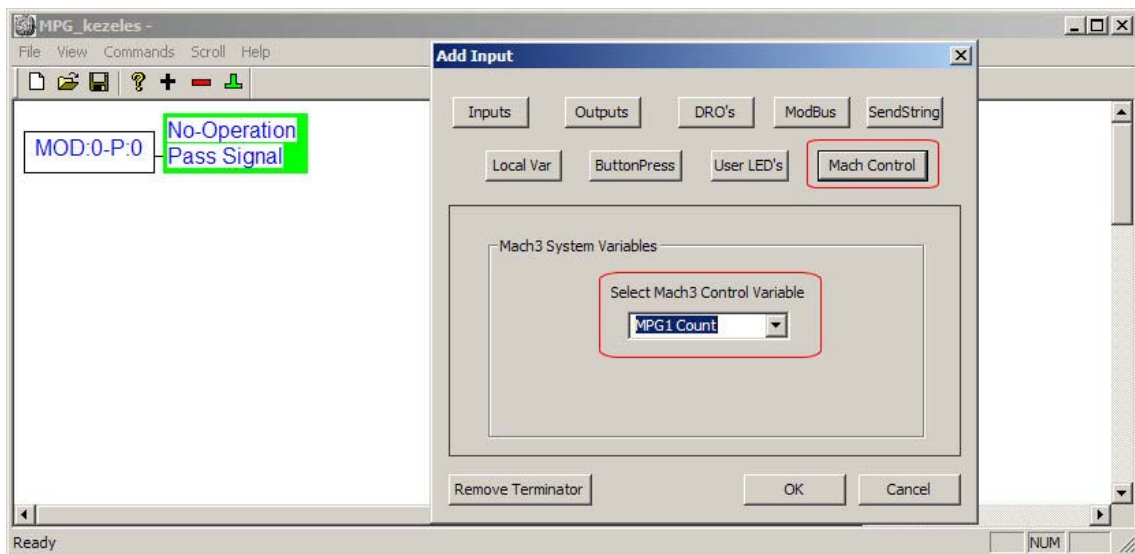 MPG_kezeles -
File View Commands Scroll Help
MOD:0-P:0
No-Operation
Pass Signal
Add Input
Inputs Outputs DRO's ModBus SendString
Local Var ButtonPress User LED's Mach Control
Mach3 System Variables
Select Mach3 Control Variable
MPG1 Count
Remove Terminator OK Cancel
Ready NUM